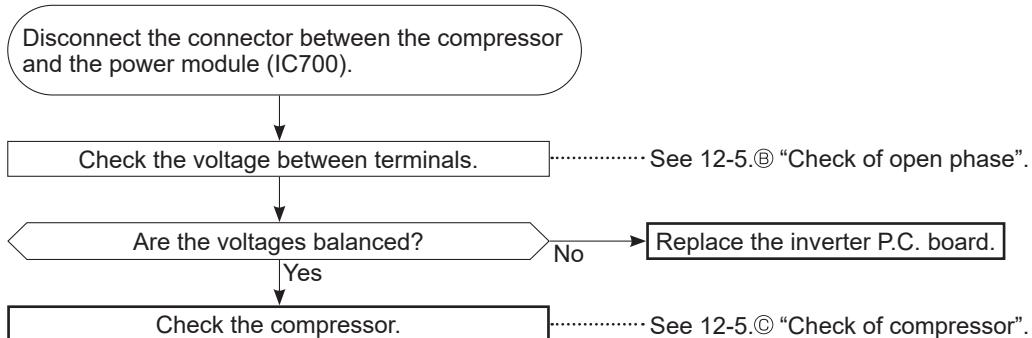 Disconnect the connector between the compressor
and the power module (IC700).
Check the voltage between terminals.
See 12-5.Ⓑ “Check of open phase”.
Are the voltages balanced?
No
Replace the inverter P.C. board.
Yes
Check the compressor.
See 12-5.Ⓒ “Check of compressor”.